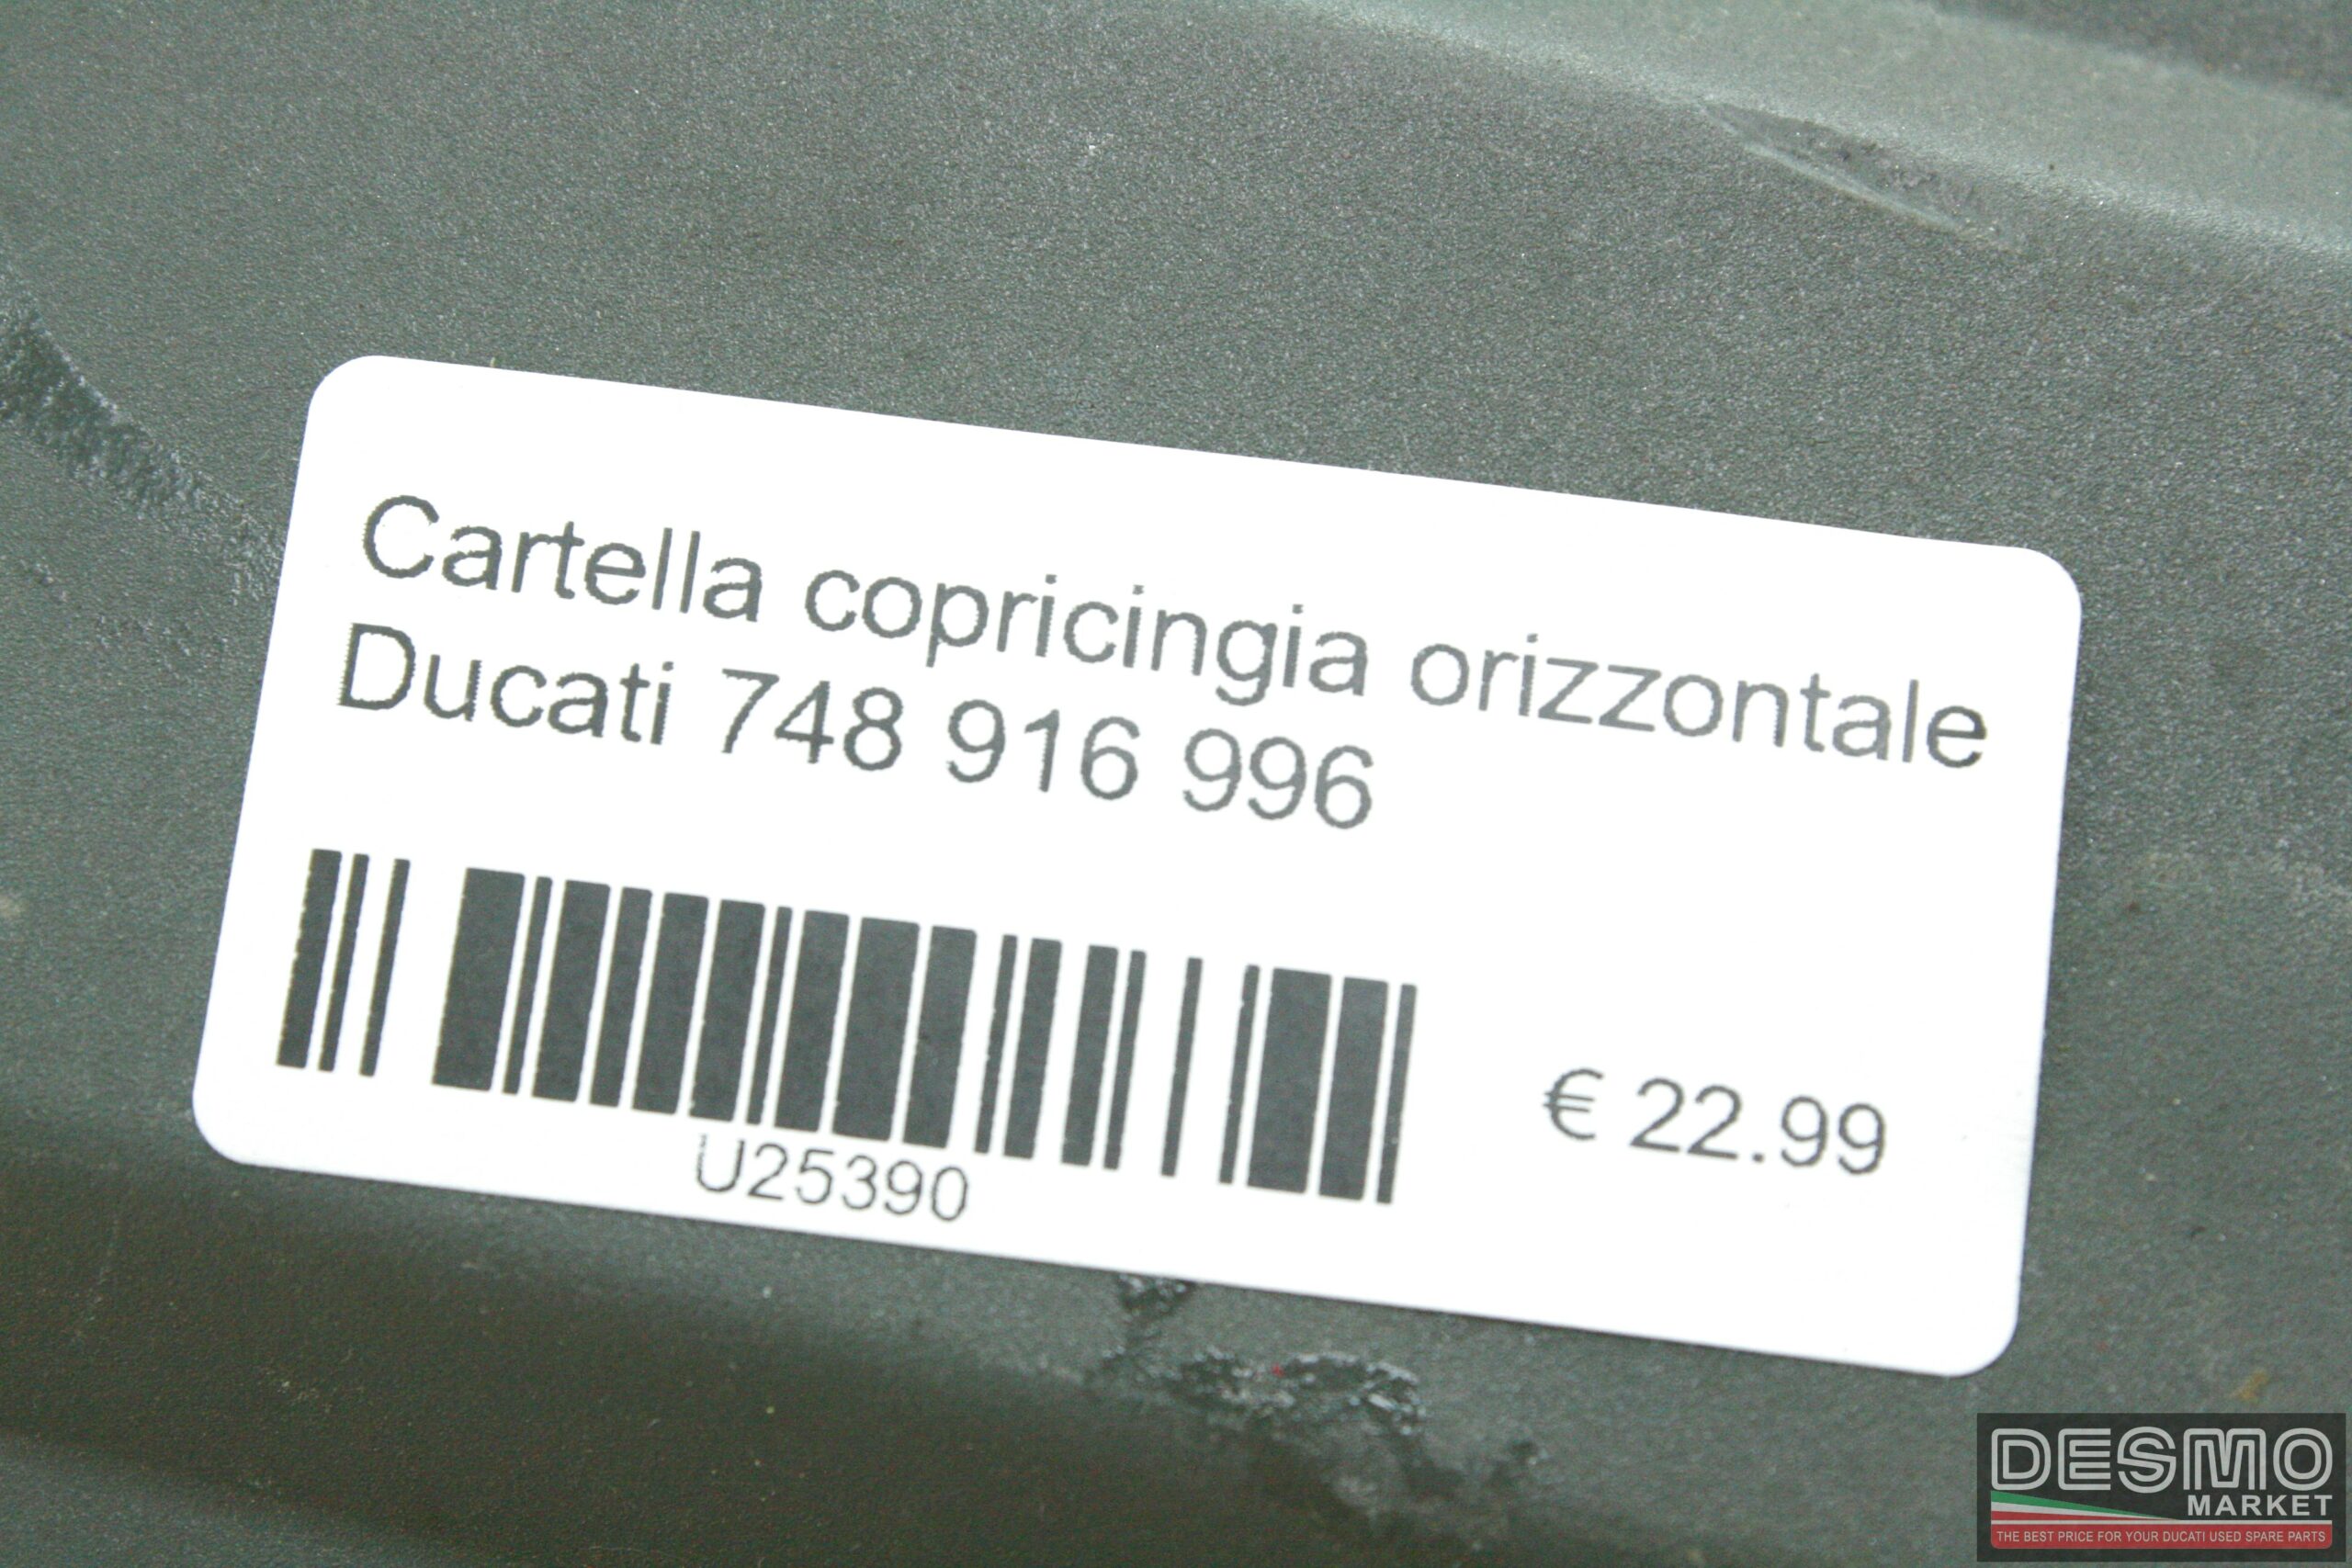 Cartella copricingia orizzontale
Ducati 748 916 996
€ 22.99
U25390
DESMO
MARKET
THE BEST PRICE FOR YOUR DUCATI USED SPARE PARTS